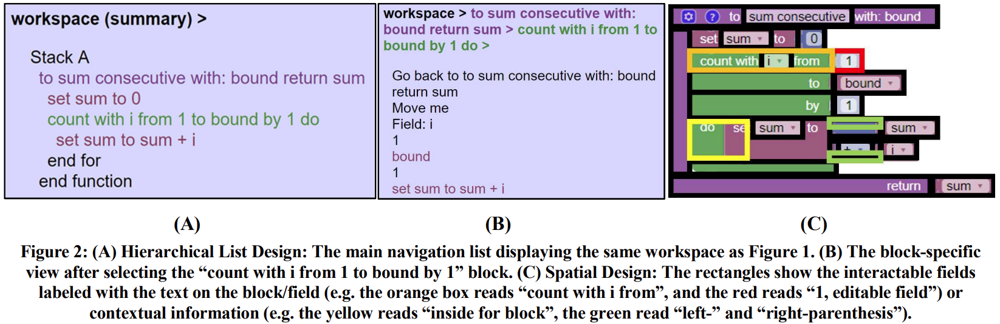 workspace (summary) >
Stack A
to sum consecutive with: bound return sum
set sum to 0
count with i from 1 to bound by 1 do
set sum to sum + i
end for
end function
workspace > to sum consecutive with:
bound return sum > count with i from 1 to
bound by 1 do >
Go back to to sum consecutive with: bound
return sum
Move me
Field: i
1
bound
1
set sum to sum + i
? to sum consecutive with: bound
set sum to 0
count with i from 1
to bound
by 1
do set sum to sum
+ i
return sum
(A)
(B)
(C)
Figure 2: (A) Hierarchical List Design: The main navigation list displaying the same workspace as Figure 1. (B) The block-specific
view after selecting the “count with i from 1 to bound by 1” block. (C) Spatial Design: The rectangles show the interactable fields
labeled with the text on the block/field (e.g. the orange box reads “count with i from”, and the red reads “1, editable field”) or
contextual information (e.g. the yellow reads “inside for block”, the green read “left-” and “right-parenthesis”).